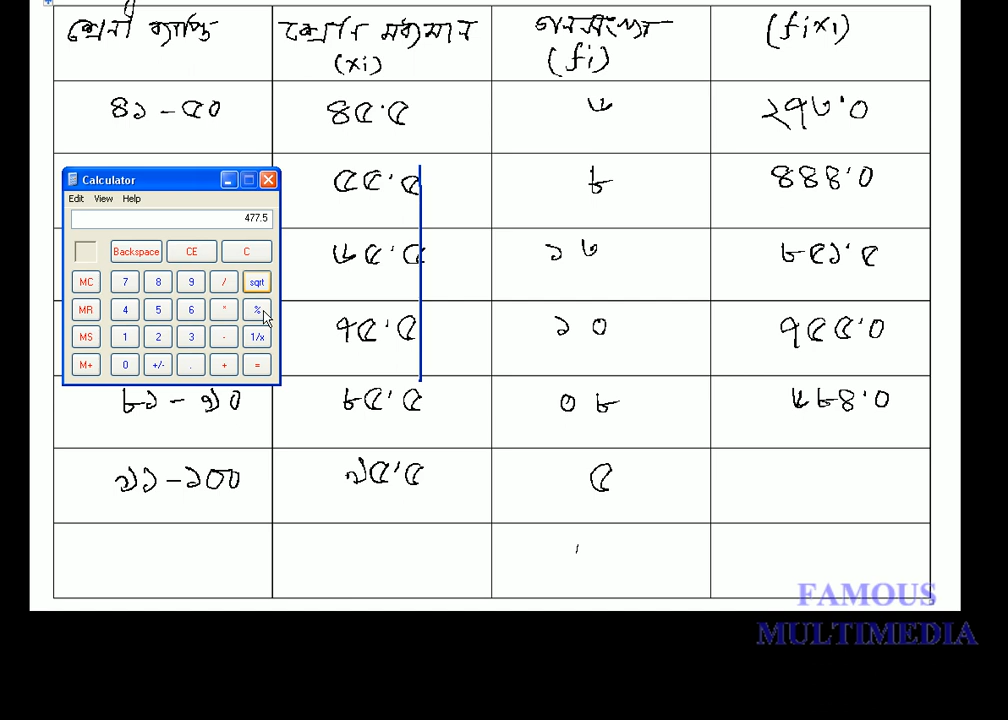 শ্রেনী ব্যাপ্তি শ্রেনির মধ্যমান গনসংখ্যা (fixi)
(xi) (fi)
৪১ - ৫০ ৪৫.৫ ৬ ২৭৩.০
৫৫.৫ ৮ ৪৪৪.০
৬৫.৫ ১৩ ৮৫১.৫
৭৫.৫ ১০ ৭৫৫.০
৮১ - ৯০ ৮৫.৫ ০৮ ৬৮৪.০
৯১ - ১০০ ৯৫.৫ ৫
Calculator
Edit View Help
477.5
Backspace CE C
MC 7 8 9 / sqrt
MR 4 5 6 * %
MS 1 2 3 - 1/x
M+ 0 +/- . + =
FAMOUS
MULTIMEDIA